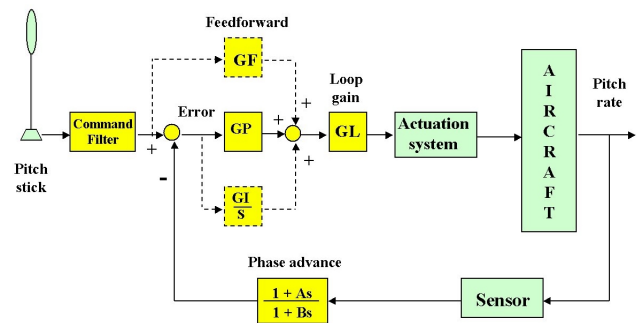 Feedforward
GF
Loop
gain
Pitch
rate
Command
Filter
Error
GP
GL
Actuation
system
AIRCRAFT
+
+
+
+
-
Pitch
stick
GI
S
Phase advance
1 + As
1 + Bs
Sensor